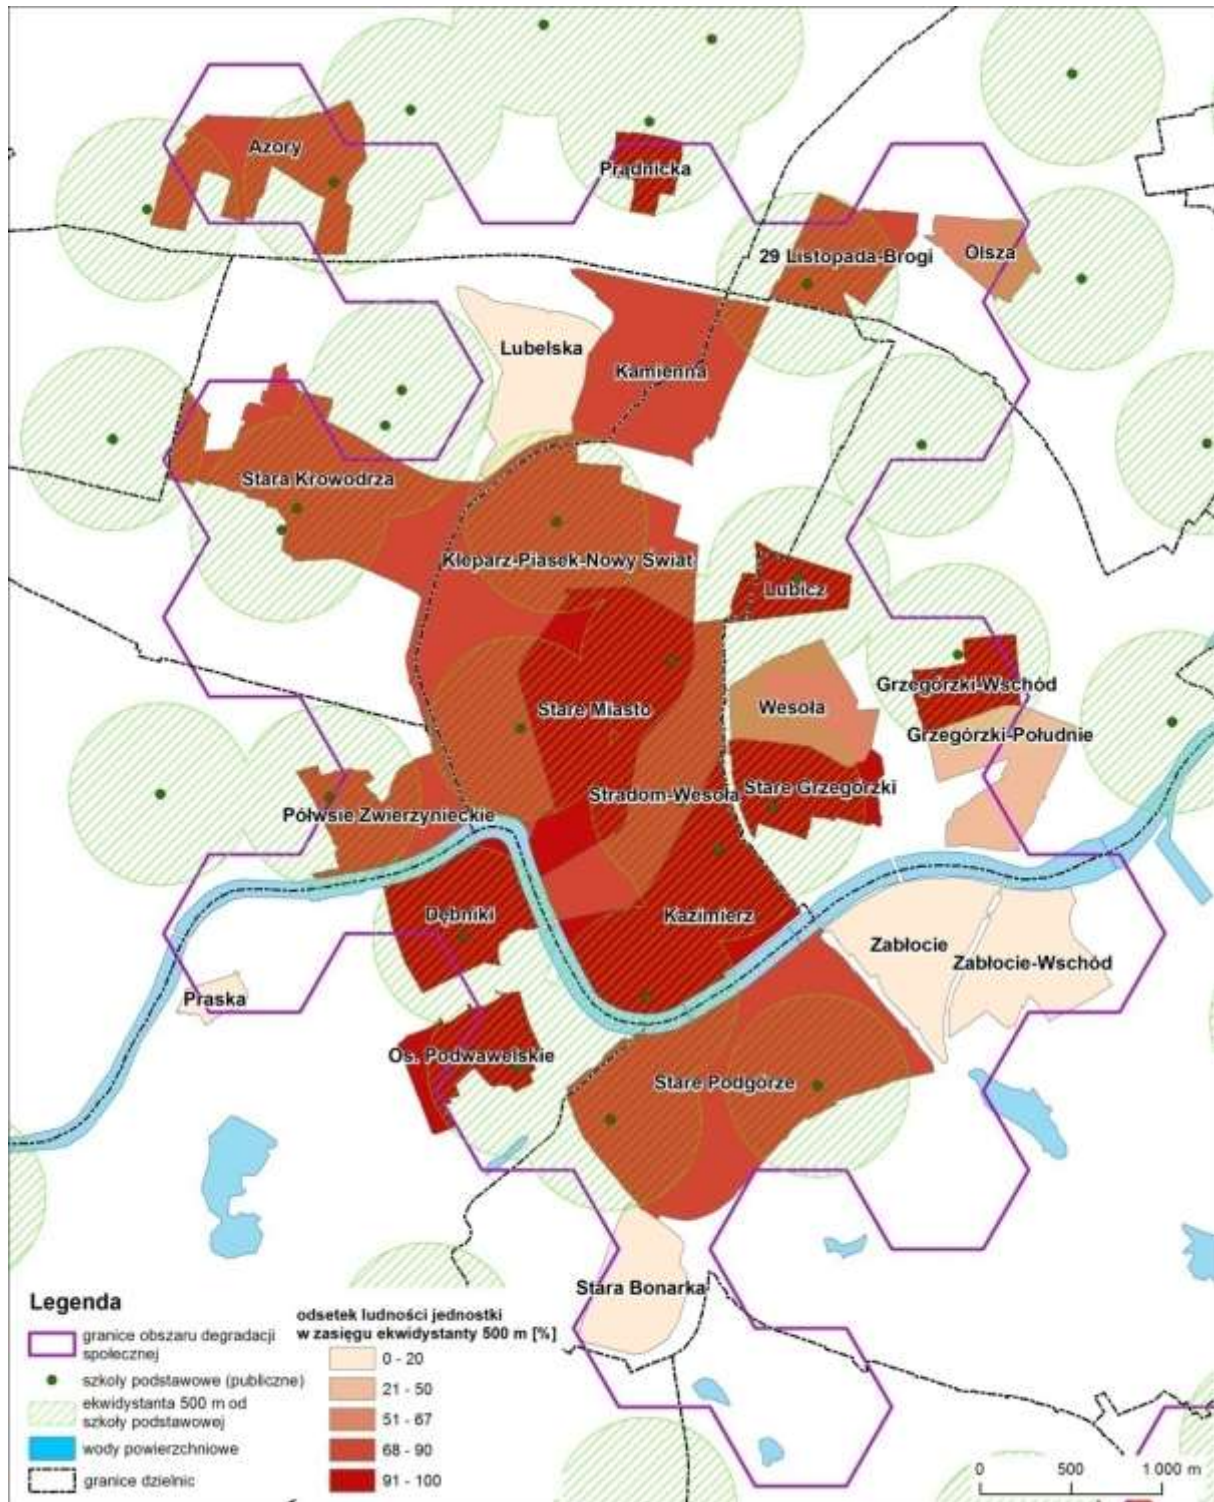 Azory
Prądnicka
29 Listopada-Brogi
Olsza
Lubelska
Kamienna
Stara Krowodrza
Kleparz-Piasek-Nowy Świat
Lubicz
Grzegórzki-Wschód
Stare Miasto
Wesoła
Grzegórzki-Południe
Stradom-Wesoła
Stare Grzegórzki
Półwsie Zwierzynieckie
Dębniki
Kazimierz
Zabłocie
Zabłocie-Wschód
Praska
Os. Podwawelskie
Stare Podgórze
Stara Bonarka
Legenda
granice obszaru degradacji
społecznej
szkoły podstawowe (publiczne)
ekwidystanta 500 m od
szkoły podstawowej
wody powierzchniowe
granice dzielnic
odsetek ludności jednostki
w zasięgu ekwidystanty 500 m [%]
0 - 20
21 - 50
51 - 67
68 - 90
91 - 100
0 500 1 000 m